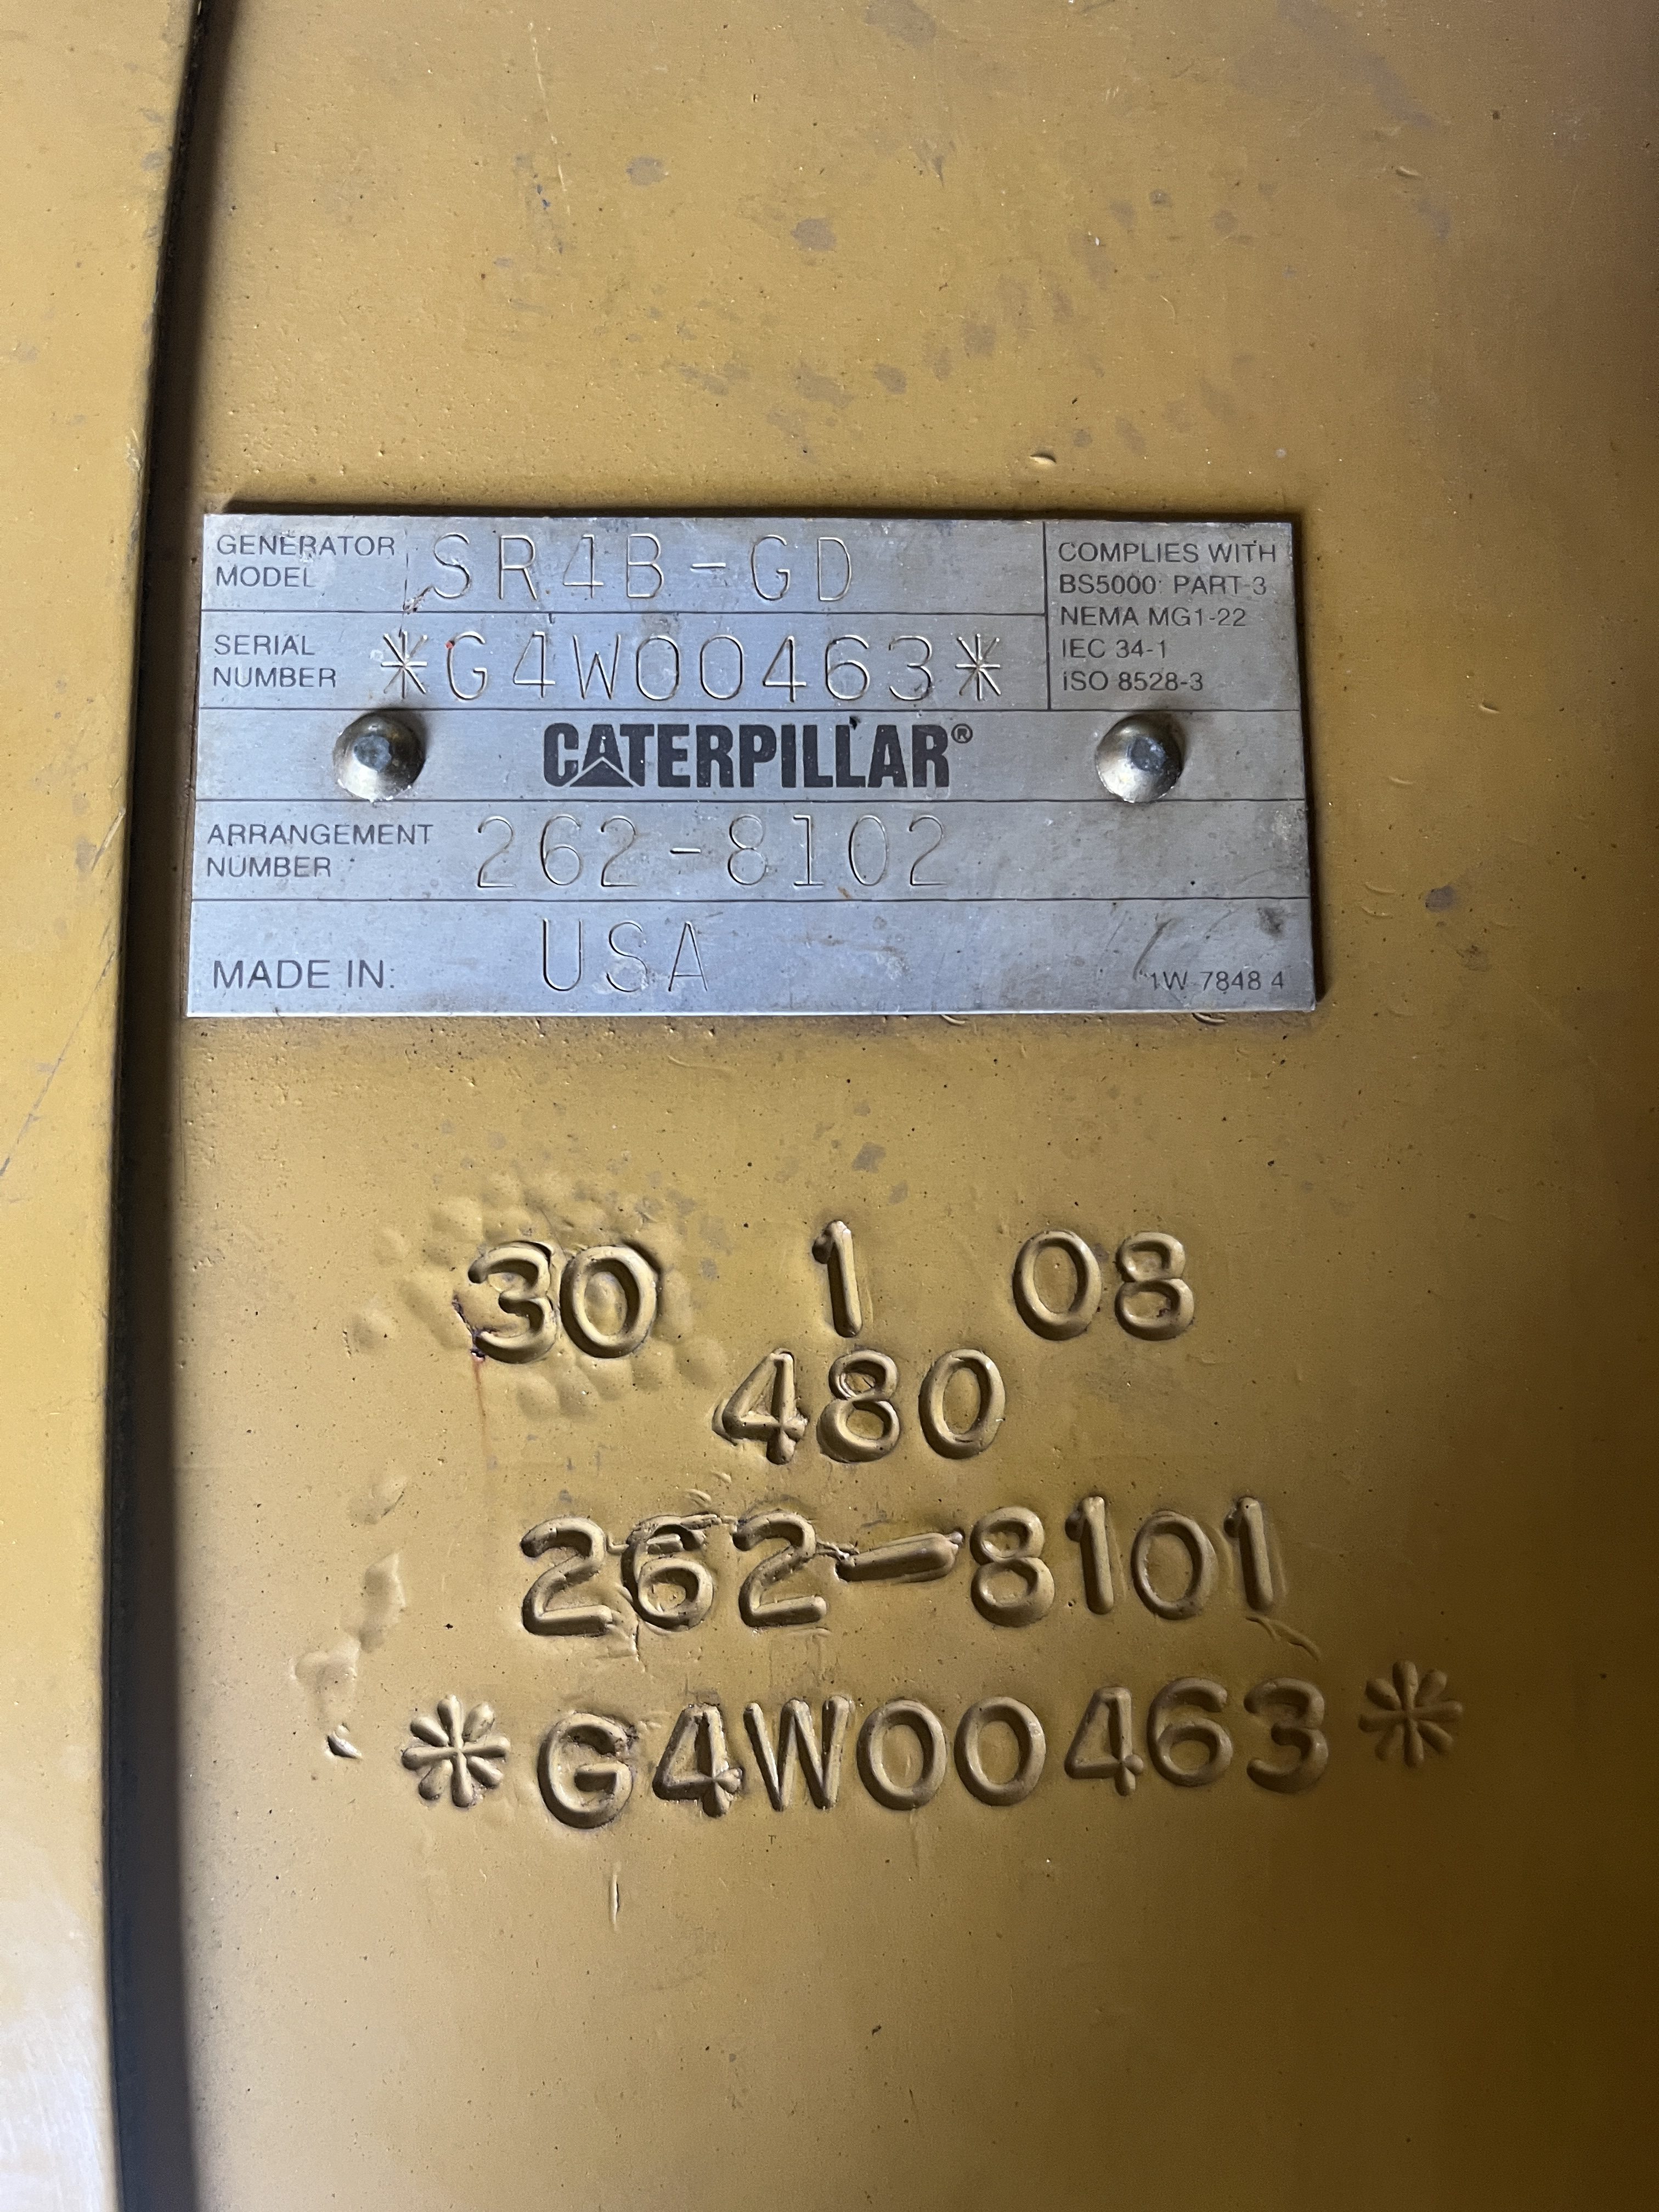 GENERATOR MODEL SR4B-GD
SERIAL NUMBER *G4W00463*
COMPLIES WITH
BS5000 PART-3
NEMA MG1-22
IEC 34-1
ISO 8528-3
CATERPILLAR®
ARRANGEMENT NUMBER 262-8102
MADE IN: USA
1W-7848 4
30 1 08
480
262-8101
*G4W00463*